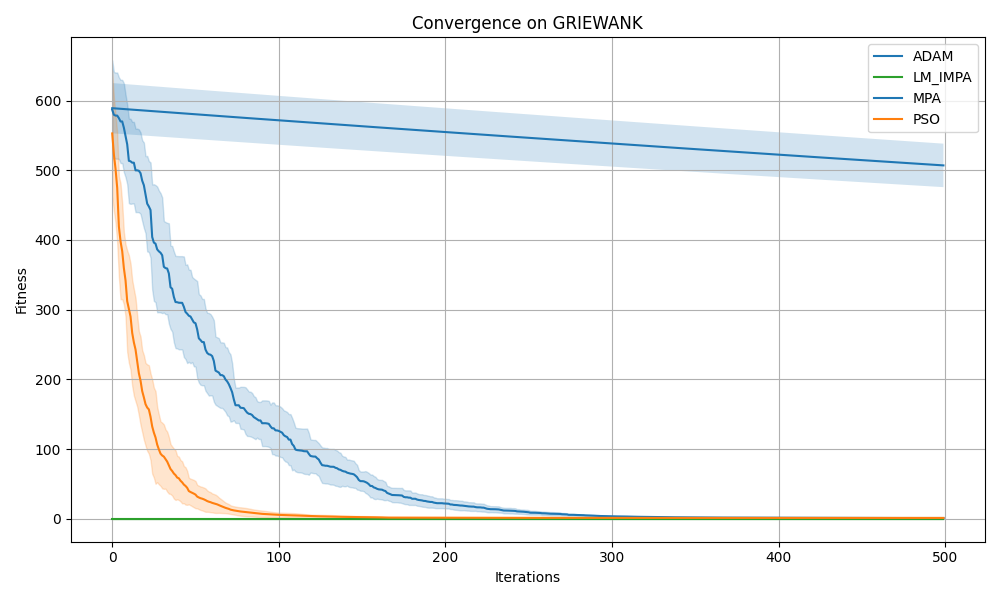 Convergence on GRIEWANK
ADAM
LM_IMPA
MPA
PSO
Fitness
600
500
400
300
200
100
0
0 100 200 300 400 500
Iterations